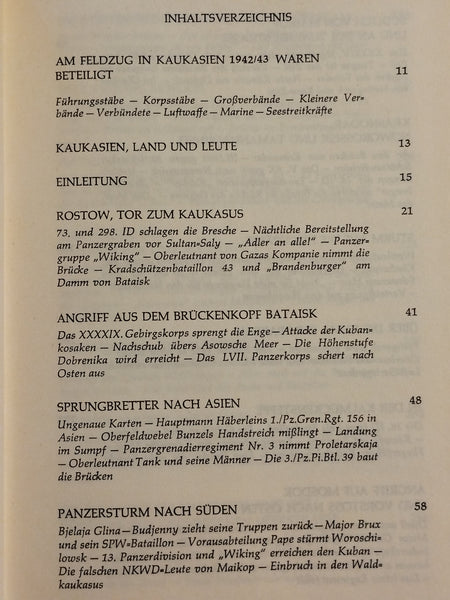 INHALTSVERZEICHNIS
AM FELDZUG IN KAUKASIEN 1942/43 WAREN
BETEILIGT 11
Führungsstäbe — Korpsstäbe — Großverbände — Kleinere Ver=
bände — Verbündete — Luftwaffe — Marine — Seestreitkräfte
KAUKASIEN, LAND UND LEUTE 13
EINLEITUNG 15
ROSTOW, TOR ZUM KAUKASUS 21
73. und 298. ID schlagen die Bresche — Nächtliche Bereitstellung
am Panzergraben vor Sultan=Saly — „Adler an alle!" — Panzer=
gruppe „Wiking" — Oberleutnant von Gazas Kompanie nimmt die
Brücke — Kradschützenbataillon 43 und „Brandenburger" am
Damm von Bataisk
ANGRIFF AUS DEM BRÜCKENKOPF BATAISK 41
Das XXXXIX. Gebirgskorps sprengt die Enge — Attacke der Kuban=
kosaken — Nachschub übers Asowsche Meer — Die Höhenstufe
Dobrenika wird erreicht — Das LVII. Panzerkorps schert nach
Osten aus
SPRUNGBRETTER NACH ASIEN 48
Ungenaue Karten — Hauptmann Häberleins 1./Pz.Gren.Rgt. 156 in
Asien — Oberfeldwebel Bunzels Handstreich mißlingt — Landung
im Sumpf — Panzergrenadierregiment Nr. 3 nimmt Proletarskaja
— Oberleutnant Tank und seine Männer — Die 3./Pz.Pi.Btl. 39 baut
die Brücken
PANZERSTURM NACH SÜDEN 58
Bjelaja Glina — Budjenny zieht seine Truppen zurück — Major Brux
und sein SPW=Bataillon — Vorausabteilung Pape stürmt Woroschi=
lowsk — 13. Panzerdivision und „Wiking" erreichen den Kuban —
Die falschen NKWD=Leute von Maikop — Einbruch in den Wald=
kaukasus